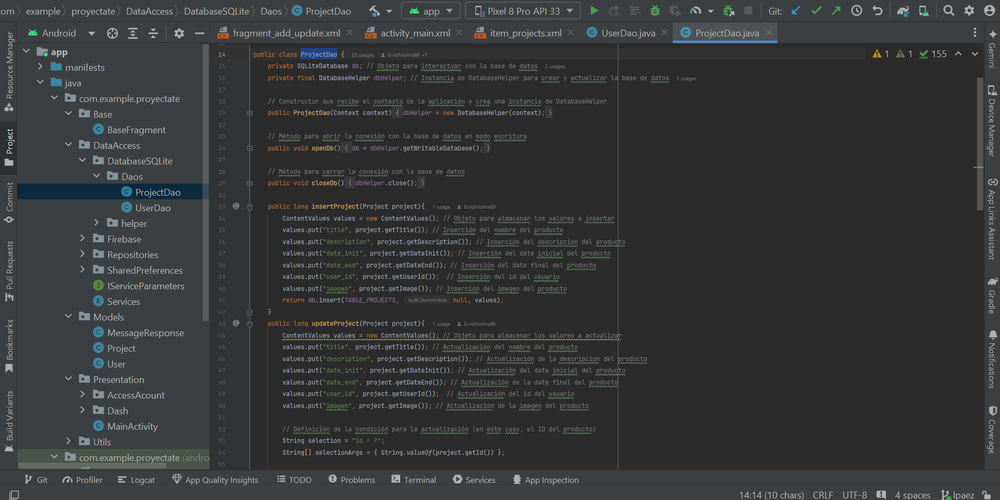 com
example
proyectate
DataAccess
DatabaseSQLite
Daos
ProjectDao
app
Pixel 8 Pro API 33
Git:
Android
fragment_add_update.xml
activity_main.xml
item_projects.xml
UserDao.java
ProjectDao.java
Resource Manager
Project
Commit
Pull Requests
Bookmarks
Build Variants
app
manifests
java
com.example.proyectate
Base
BaseFragment
DataAccess
DatabaseSQLite
Daos
ProjectDao
UserDao
helper
Firebase
Repositories
SharedPreferences
IServiceParameters
Services
Models
MessageResponse
Project
User
Presentation
AccessAcount
Dash
MainActivity
Utils
com.example.proyectate (andro
1 1 155
14 public class ProjectDao { 23 usages ErvidMolina89 +1
15 private SQLiteDatabase db; // Objeto para interactuar con la base de datos 5 usages
16 private final DatabaseHelper dbHelper; // Instancia de DatabaseHelper para crear y actualizar la base de datos 3 usages
17
18 // Constructor que recibe el contexto de la aplicación y crea una instancia de DatabaseHelper
19 public ProjectDao(Context context) { dbHelper = new DatabaseHelper(context); }
22
23 // Método para abrir la conexión con la base de datos en modo escritura
24 public void openDb() { db = dbHelper.getWritableDatabase(); }
27
28 // Método para cerrar la conexión con la base de datos
29 public void closeDb() { dbHelper.close(); }
32
33 @ public long insertProject(Project project){ 1 usage ErvidMolina89
34 ContentValues values = new ContentValues(); // Objeto para almacenar los valores a insertar
35 values.put("title", project.getTitle()); // Inserción del nombre del producto
36 values.put("description", project.getDescription()); // Inserción del descripcion del producto
37 values.put("date_init", project.getDateInit()); // Inserción del date inicial del producto
38 values.put("date_end", project.getDateEnd()); // Inserción del date final del producto
39 values.put("user_id", project.getUserId());  // Inserción del id del usuario
40 values.put("imagen", project.getImage()); // Inserción del imagen del producto
41 return db.insert(TABLE_PROJECTS, nullColumnHack: null, values);
42 }
43 @ public long updateProject(Project project){ 1 usage ErvidMolina89
44 ContentValues values = new ContentValues(); // Objeto para almacenar los valores a actualizar
45 values.put("title", project.getTitle()); // Actualización del nombre del producto
46 values.put("description", project.getDescription()); // Actualización de la descripcion del producto
47 values.put("date_init", project.getDateInit()); // Actualización del date inicial del producto
48 values.put("date_end", project.getDateEnd()); // Actualización de la date final del producto
49 values.put("user_id", project.getUserId());  // Actualización del id del usuario
50 values.put("imagen", project.getImage()); // Actualización de la imagen del producto
51
52 // Definición de la condición para la actualización (en este caso, el ID del producto)
53 String selection = "id = ?";
54 String[] selectionArgs = { String.valueOf(project.getId()) };
55
Gemini
Device Manager
App Links Assistant
Gradle
Notifications
Coverage
Git
Profiler
Logcat
App Quality Insights
TODO
Problems
Terminal
Services
App Inspection
14:14 (10 chars) CRLF UTF-8 4 spaces lpaez